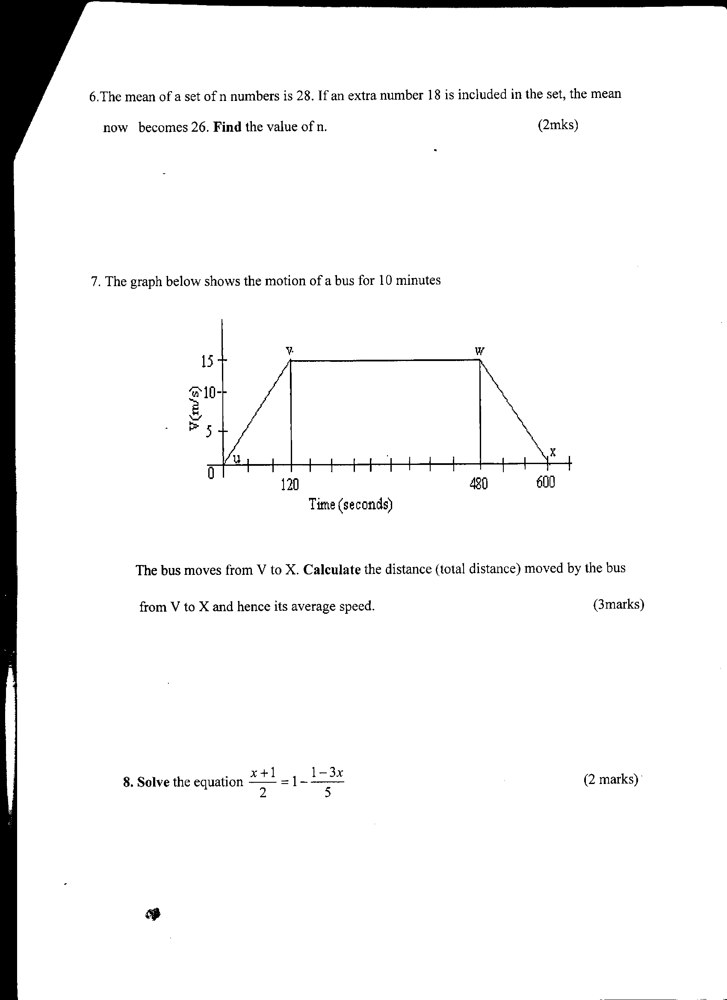 6.The mean of a set of n numbers is 28. If an extra number 18 is included in the set, the mean
now becomes 26. Find the value of n. (2mks)
7. The graph below shows the motion of a bus for 10 minutes
V W
15
10
5
V(m/s)
u X
0
120 480 600
Time (seconds)
The bus moves from V to X. Calculate the distance (total distance) moved by the bus
from V to X and hence its average speed. (3marks)
8. Solve the equation \frac{x+1}{2} = 1 - \frac{1-3x}{5} (2 marks)